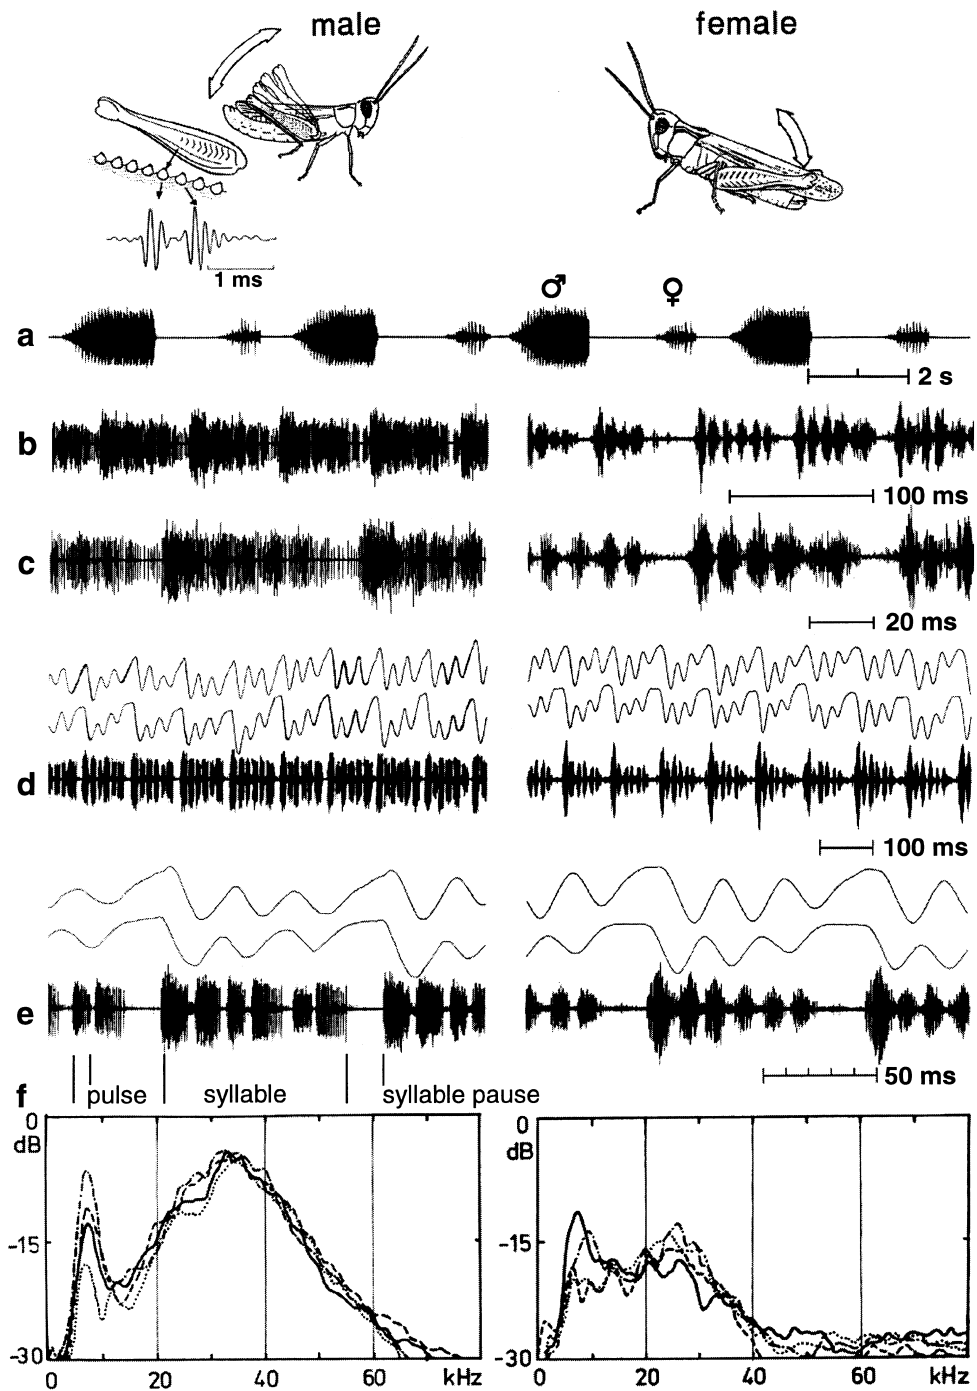 male
female
1 ms
♂ ♀
a
2 s
b
100 ms
c
20 ms
d
100 ms
e
50 ms
pulse syllable syllable pause
f
0 0
dB dB
-15 -15
-30 -30
0 20 40 60 kHz 0 20 40 60 kHz